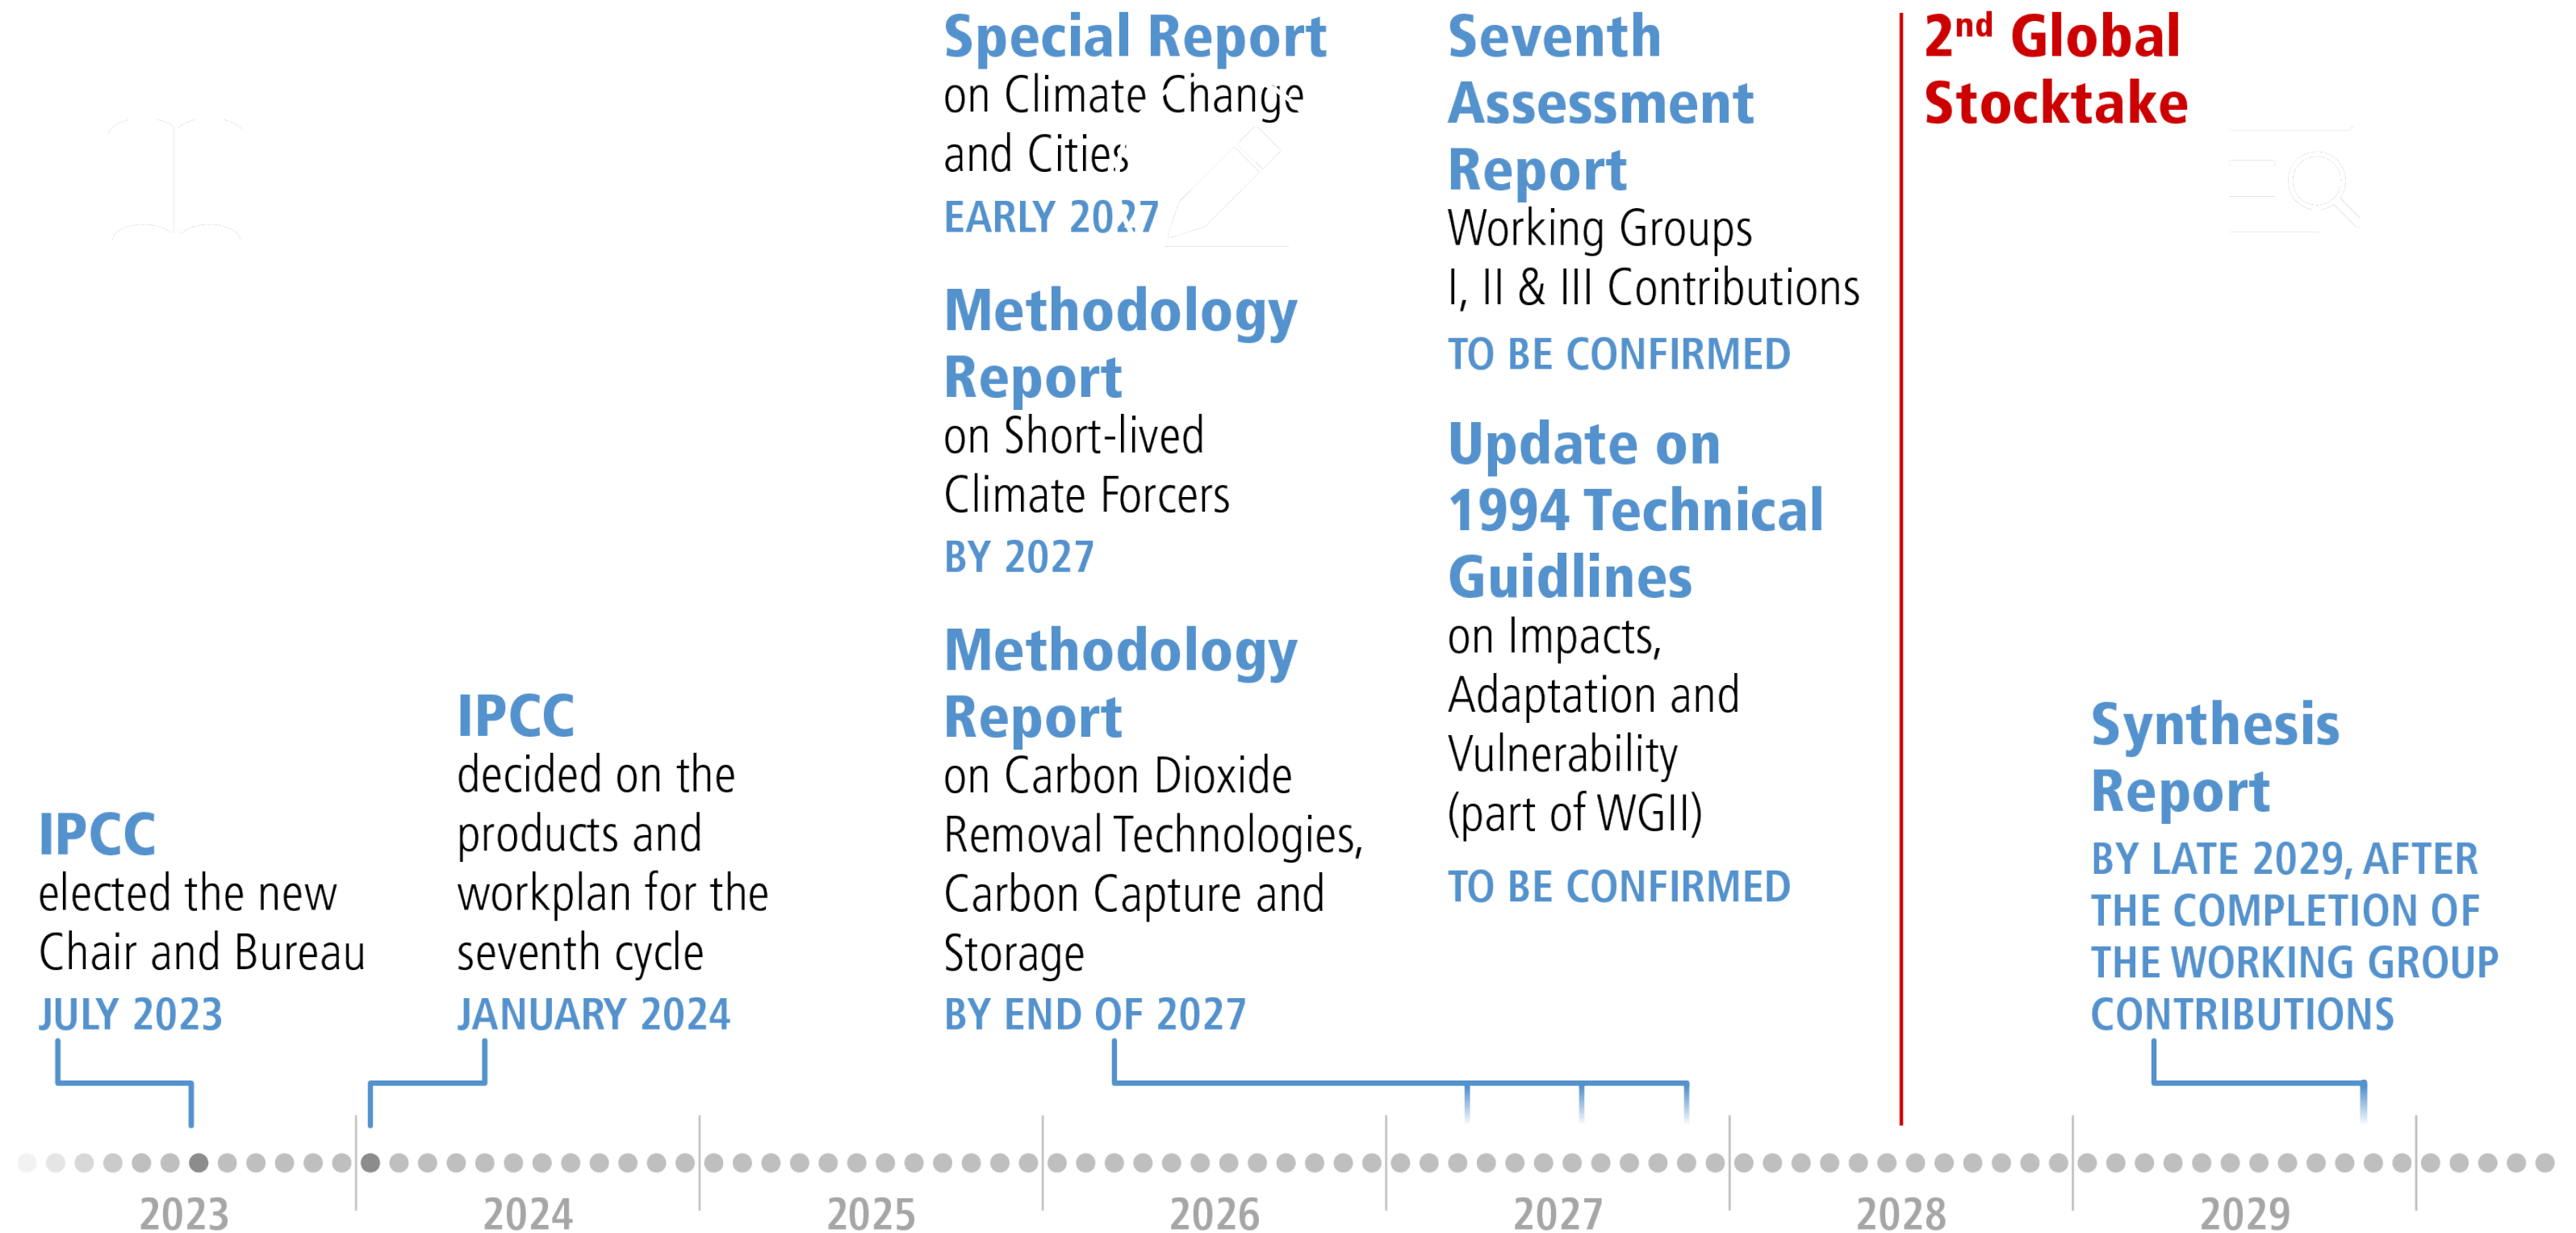 IPCC
elected the new
Chair and Bureau
JULY 2023
IPCC
decided on the
products and
workplan for the
seventh cycle
JANUARY 2024
Special Report
on Climate Change
and Cities
EARLY 2027
Methodology
Report
on Short-lived
Climate Forcers
BY 2027
Methodology
Report
on Carbon Dioxide
Removal Technologies,
Carbon Capture and
Storage
BY END OF 2027
Seventh
Assessment
Report
Working Groups
I, II & III Contributions
TO BE CONFIRMED
Update on
1994 Technical
Guidlines
on Impacts,
Adaptation and
Vulnerability
(part of WGII)
TO BE CONFIRMED
2nd Global
Stocktake
Synthesis
Report
BY LATE 2029, AFTER
THE COMPLETION OF
THE WORKING GROUP
CONTRIBUTIONS
2023 2024 2025 2026 2027 2028 2029